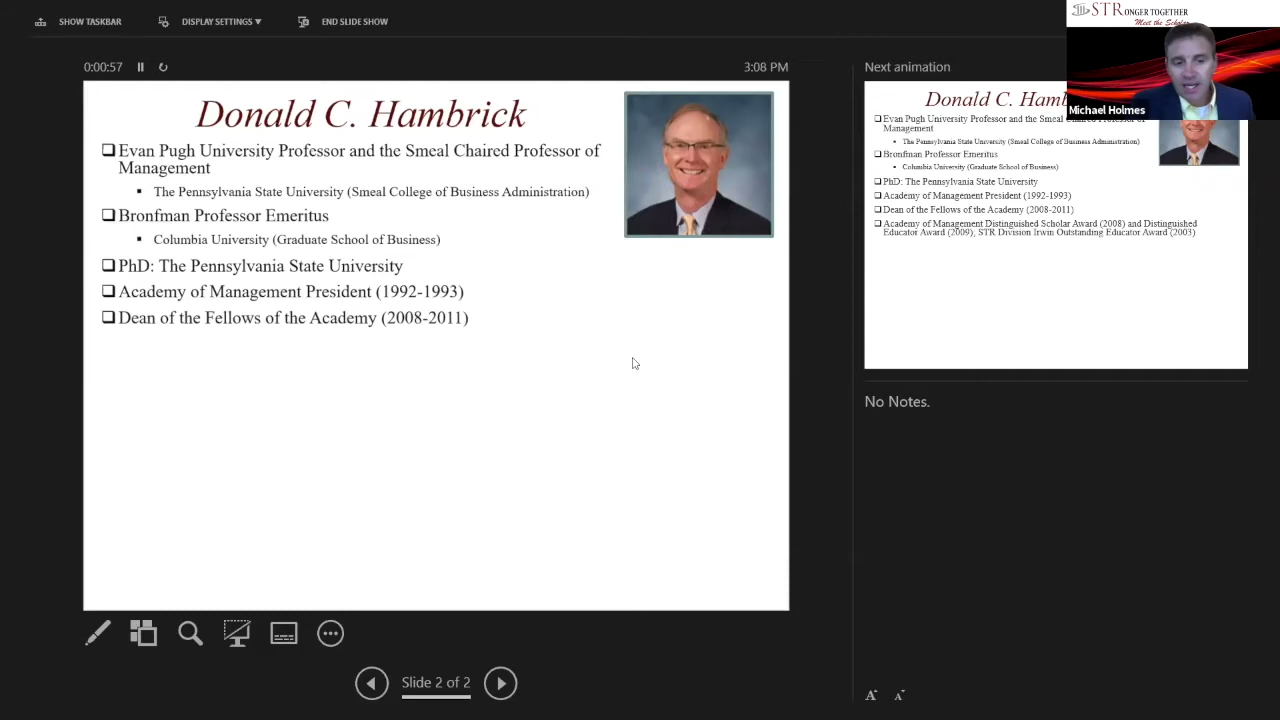 SHOW TASKBAR
DISPLAY SETTINGS ▼
END SLIDE SHOW
0:00:57
3:08 PM
Donald C. Hambrick
Evan Pugh University Professor and the Smeal Chaired Professor of
Management
The Pennsylvania State University (Smeal College of Business Administration)
Bronfman Professor Emeritus
Columbia University (Graduate School of Business)
PhD: The Pennsylvania State University
Academy of Management President (1992-1993)
Dean of the Fellows of the Academy (2008-2011)
Slide 2 of 2
Next animation
STRONGER TOGETHER
Meet the Scholar
Michael Holmes
Donald C. Ham
Evan Pugh University Professor and the Smeal Chaired Professor of
Management
The Pennsylvania State University (Smeal College of Business Administration)
Bronfman Professor Emeritus
Columbia University (Graduate School of Business)
PhD: The Pennsylvania State University
Academy of Management President (1992-1993)
Dean of the Fellows of the Academy (2008-2011)
Academy of Management Distinguished Scholar Award (2008) and Distinguished
Educator Award (2009); STR Division Irwin Outstanding Educator Award (2003)
No Notes.
A
A